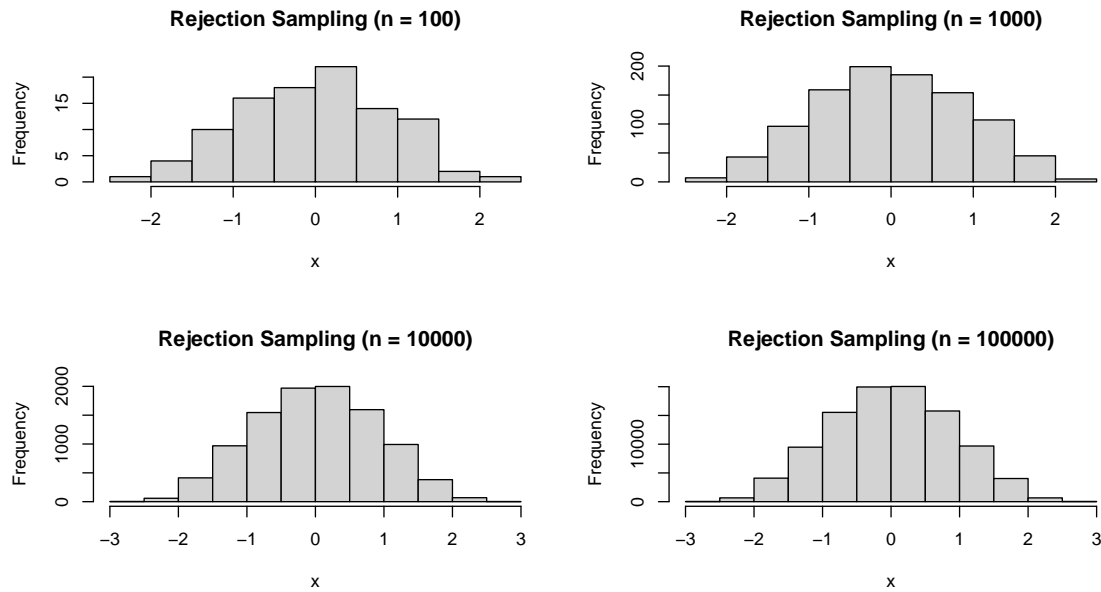 Rejection Sampling (n = 100)
Frequency
5
15
−2
−1
0
1
2
x
Rejection Sampling (n = 1000)
Frequency
0
100
200
−2
−1
0
1
2
x
Rejection Sampling (n = 10000)
Frequency
0
1000
2000
−3
−2
−1
0
1
2
3
x
Rejection Sampling (n = 100000)
Frequency
0
10000
−3
−2
−1
0
1
2
3
x